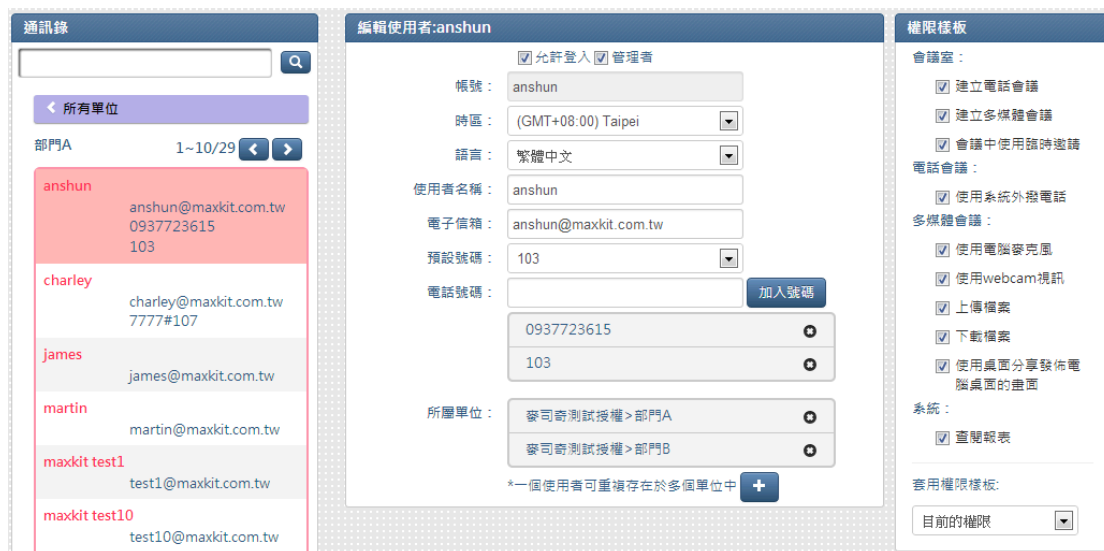 通訊錄
所有單位
部門A
1~10/29
anshun
anshun@maxkit.com.tw
0937723615
103
charley
charley@maxkit.com.tw
7777#107
james
james@maxkit.com.tw
martin
martin@maxkit.com.tw
maxkit test1
test1@maxkit.com.tw
maxkit test10
test10@maxkit.com.tw
編輯使用者:anshun
允許登入 管理者
帳號： anshun
時區： (GMT+08:00) Taipei
語言： 繁體中文
使用者名稱： anshun
電子信箱： anshun@maxkit.com.tw
預設號碼： 103
電話號碼： 加入號碼
0937723615
103
所屬單位： 麥司奇測試授權>部門A
麥司奇測試授權>部門B
*一個使用者可重複存在於多個單位中
權限樣板
會議室：
建立電話會議
建立多媒體會議
會議中使用臨時邀請
電話會議：
使用系統外撥電話
多媒體會議：
使用電腦麥克風
使用webcam視訊
上傳檔案
下載檔案
使用桌面分享發佈電
腦桌面的畫面
系統：
查閱報表
套用權限樣板:
目前的權限